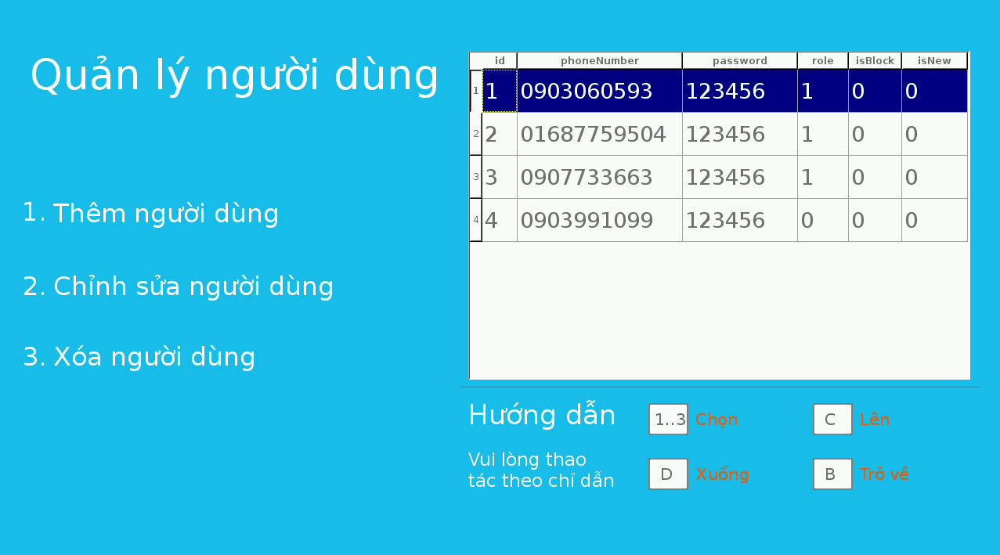 Quản lý người dùng
1. Thêm người dùng
2. Chỉnh sửa người dùng
3. Xóa người dùng
id phoneNumber password role isBlock isNew
1 1 0903060593 123456 1 0 0
2 2 01687759504 123456 1 0 0
3 3 0907733663 123456 1 0 0
4 4 0903991099 123456 0 0 0
Hướng dẫn
Vui lòng thao
tác theo chỉ dẫn
1..3 Chọn
C Lên
D Xuống
B Trở về